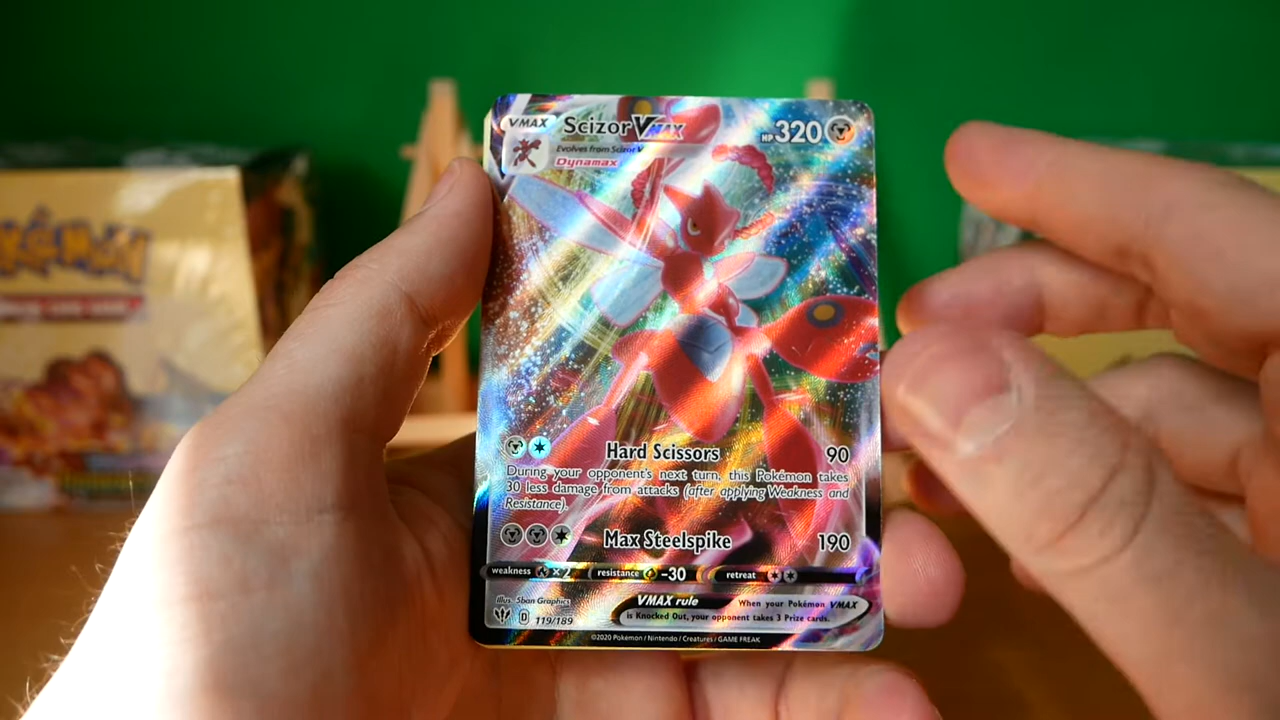 VMAX
Scizor VMAX
HP 320
Evolves from Scizor V
Dynamax
Hard Scissors 90
During your opponent's next turn, this Pokémon takes
30 less damage from attacks (after applying Weakness and
Resistance).
Max Steelspike 190
weakness ×2 resistance -30 retreat
Illus. 5ban Graphics
D 119/189
VMAX rule When your Pokémon VMAX
is Knocked Out, your opponent takes 3 Prize cards.
©2020 Pokémon / Nintendo / Creatures / GAME FREAK